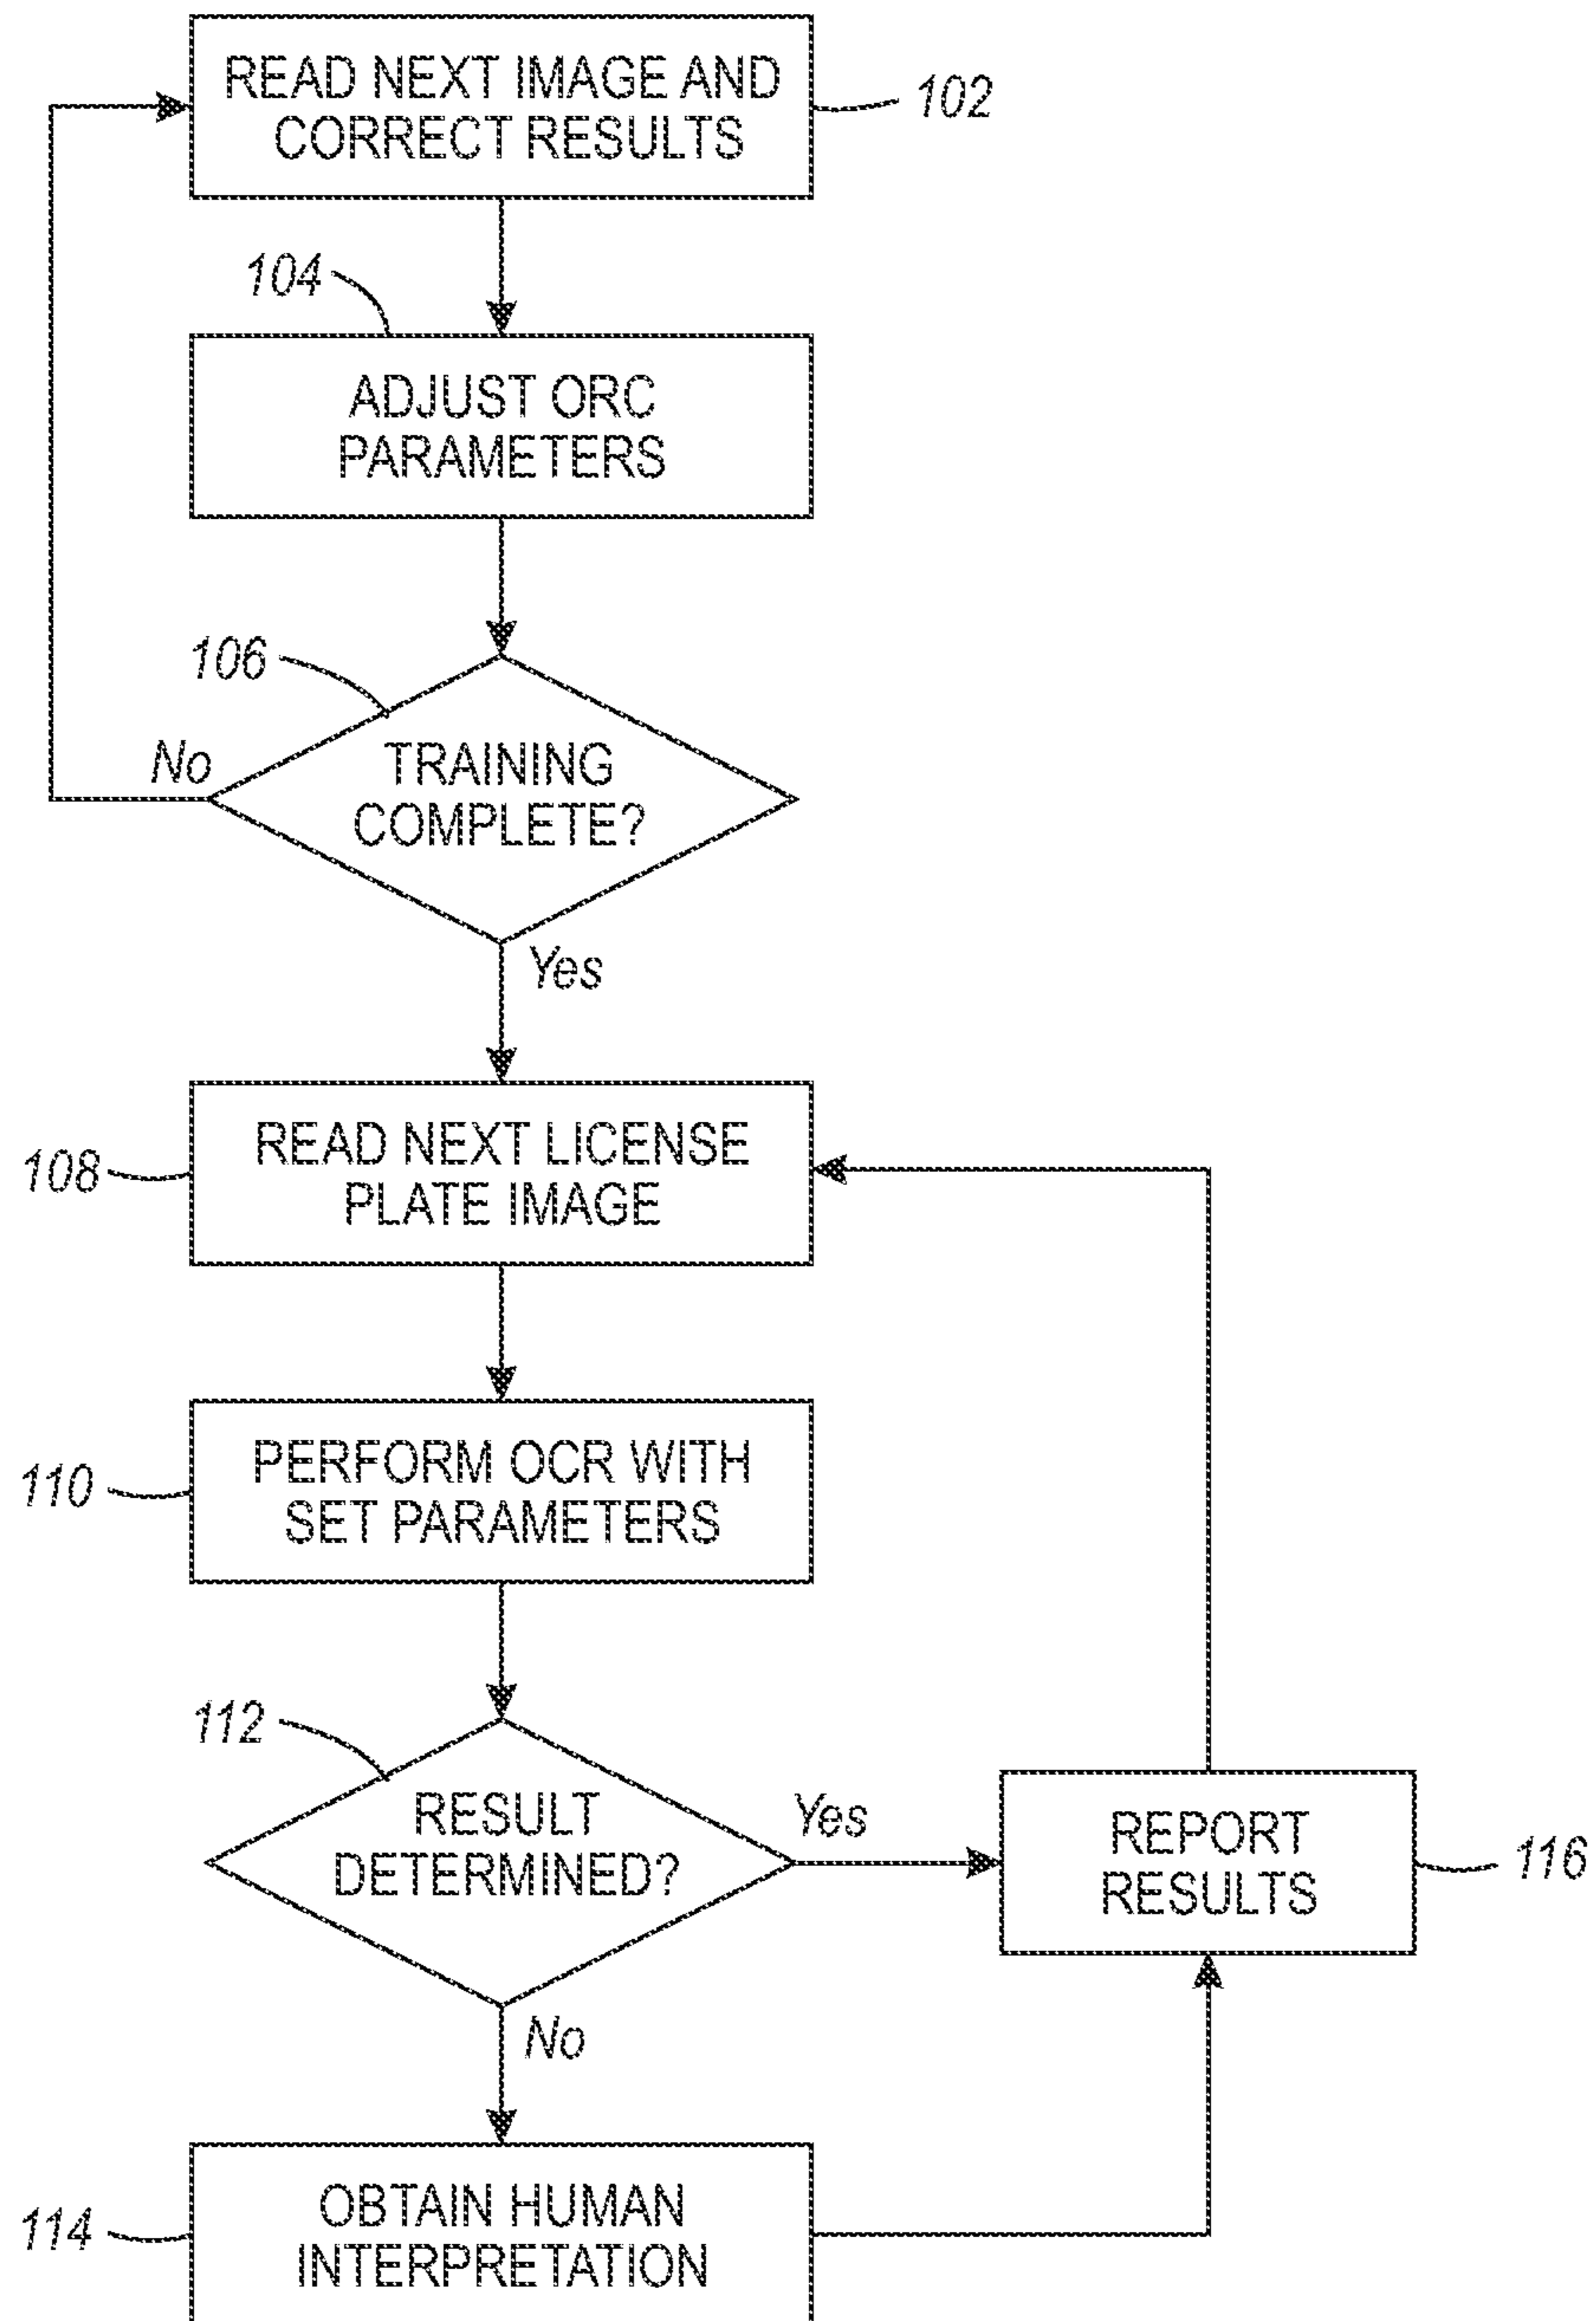 READ NEXT IMAGE AND
CORRECT RESULTS
102
104
ADJUST ORC
PARAMETERS
106
No
TRAINING
COMPLETE?
Yes
108
READ NEXT LICENSE
PLATE IMAGE
110
PERFORM OCR WITH
SET PARAMETERS
112
RESULT
DETERMINED?
Yes
REPORT
RESULTS
116
No
114
OBTAIN HUMAN
INTERPRETATION